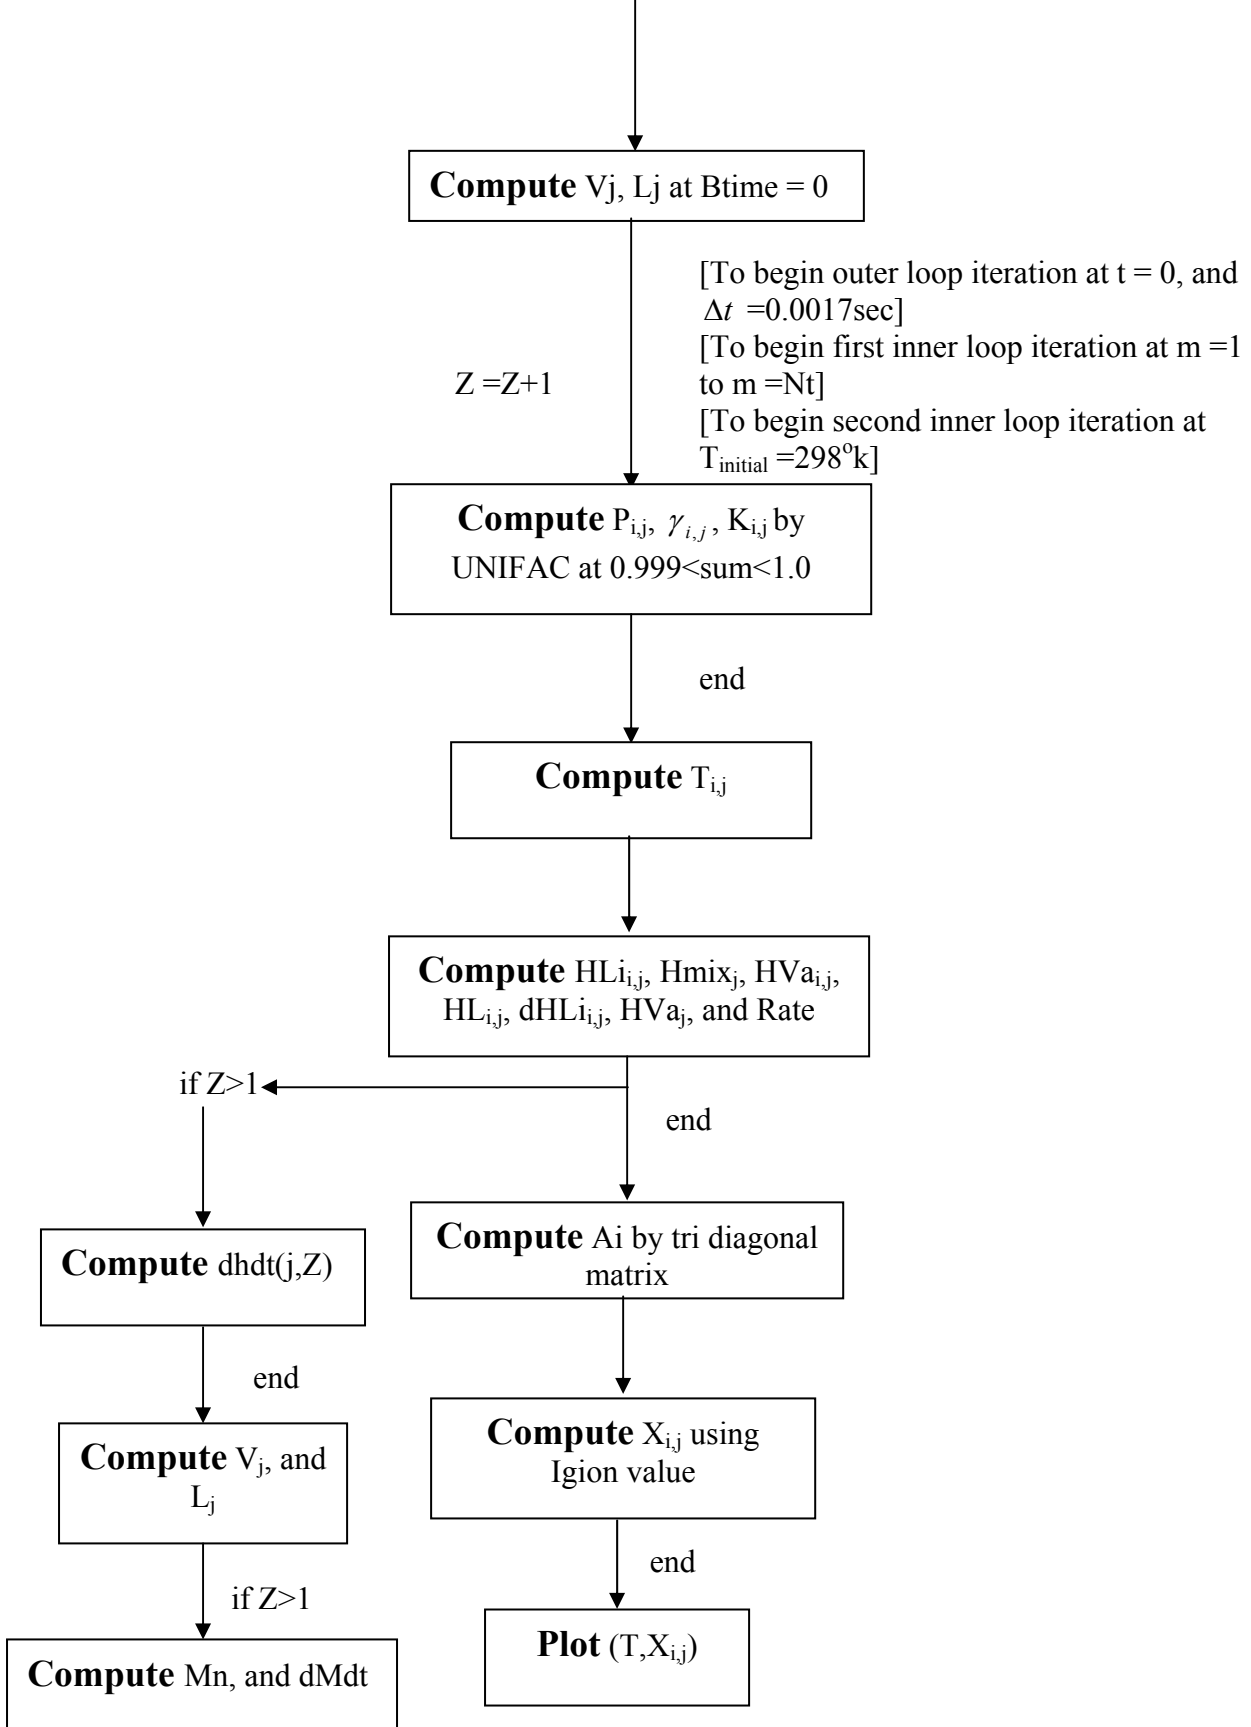 Compute Vj, Lj at Btime = 0
[To begin outer loop iteration at t = 0, and
Δt =0.0017sec]
[To begin first inner loop iteration at m =1
to m =Nt]
Z =Z+1
[To begin second inner loop iteration at
Tinitial =298ok]
Compute Pi,j, γi,j, Ki,j by
UNIFAC at 0.999<sum<1.0
end
Compute Ti,j
Compute HLii,j, Hmixj, HVai,j,
HLi,j, dHLii,j, HVaj, and Rate
if Z>1
end
Compute Ai by tri diagonal
matrix
Compute dhdt(j,Z)
end
Compute Xi,j using
Igion value
Compute Vj, and
Lj
end
if Z>1
Plot (T,Xi,j)
Compute Mn, and dMdt